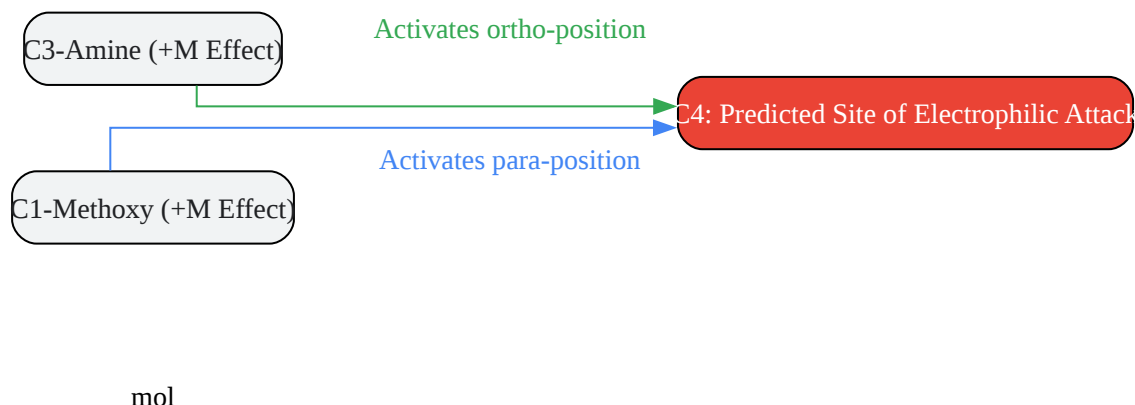 C3-Amine (+M Effect)
Activates ortho-position
C4: Predicted Site of Electrophilic Attack
Activates para-position
C1-Methoxy (+M Effect)
mol